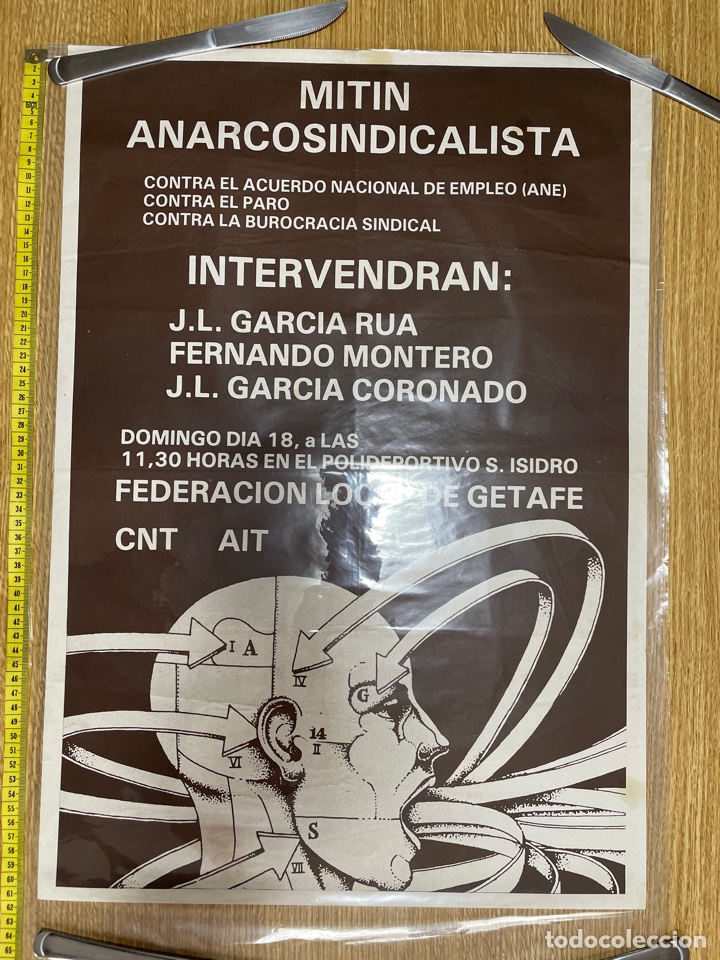 MITIN
ANARCOSINDICALISTA
CONTRA EL ACUERDO NACIONAL DE EMPLEO (ANE)
CONTRA EL PARO
CONTRA LA BUROCRACIA SINDICAL
INTERVENDRAN:
J.L. GARCIA RUA
FERNANDO MONTERO
J.L. GARCIA CORONADO
DOMINGO DIA 18, a LAS
11,30 HORAS EN EL POLIDEPORTIVO S. ISIDRO
FEDERACION LOCAL DE GETAFE
CNT AIT
I A
IV
G
14
II
VI
S
VII
todocoleccion